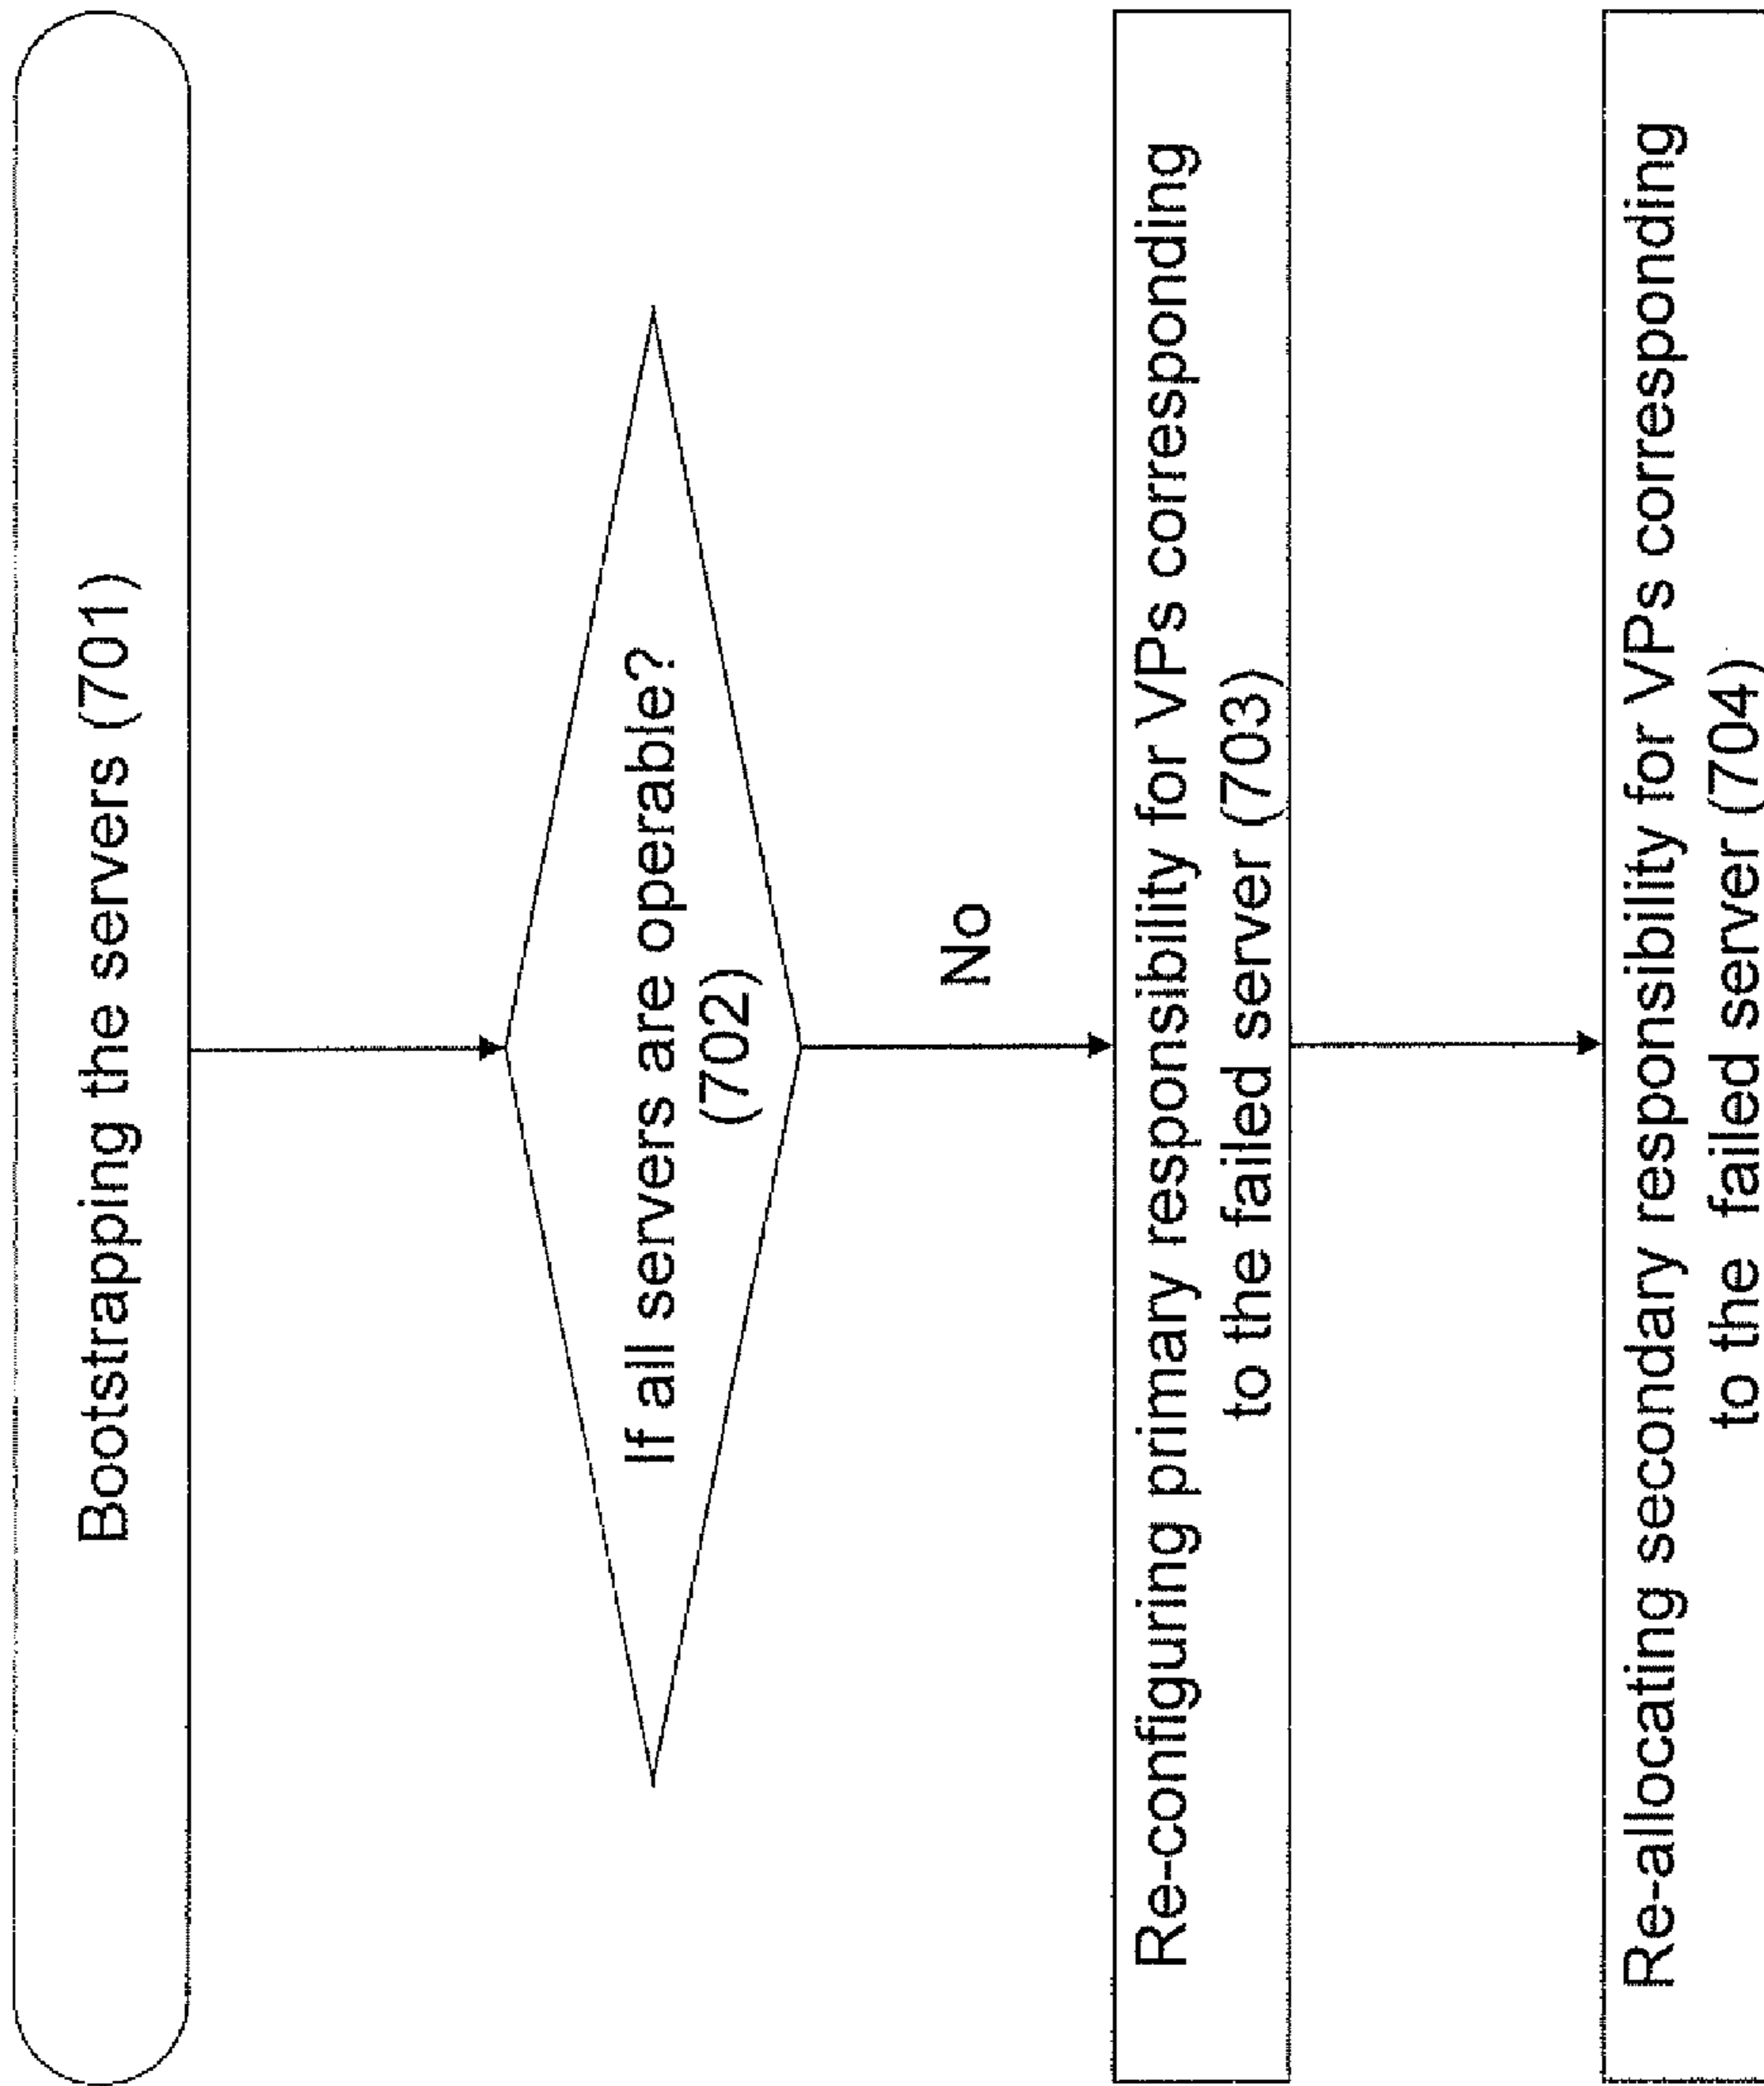 Bootstrapping the servers (701)
If all servers are operable?
(702)
No
Re-configuring primary responsibility for VPs corresponding
to the failed server (703)
Re-allocating secondary responsibility for VPs corresponding
to the failed server (704)